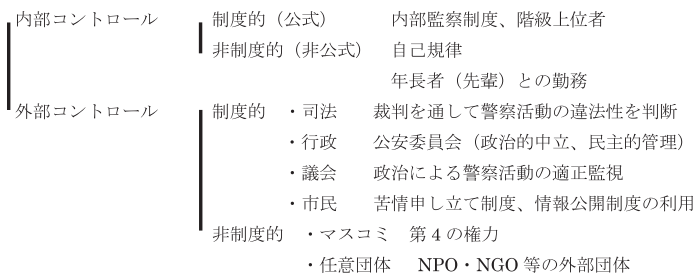 内部コントロール　制度的（公式）　内部監察制度、階級上位者
非制度的（非公式）　自己規律
年長者（先輩）との勤務
外部コントロール　制度的　・司法　裁判を通して警察活動の違法性を判断
・行政　公安委員会（政治的中立、民主的管理）
・議会　政治による警察活動の適正監視
・市民　苦情申し立て制度、情報公開制度の利用
非制度的　・マスコミ　第４の権力
・任意団体　NPO・NGO 等の外部団体